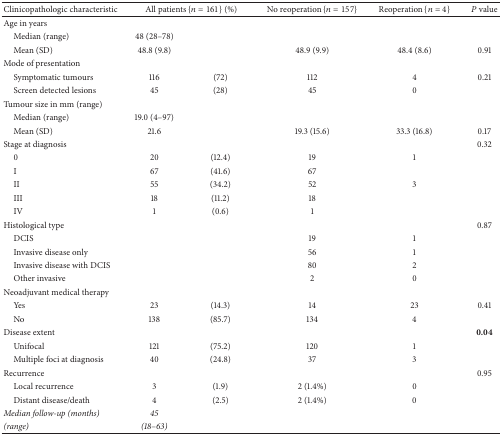 Clinicopathologic characteristic All patients {n = 161} (%) No reoperation {n = 157} Reoperation {n = 4} P value
Age in years
Median (range) 48 (28–78)
Mean (SD) 48.8 (9.8) 48.9 (9.9) 48.4 (8.6) 0.91
Mode of presentation
Symptomatic tumours 116 (72) 112 4 0.21
Screen detected lesions 45 (28) 45 0
Tumour size in mm (range)
Median (range) 19.0 (4–97)
Mean (SD) 21.6 19.3 (15.6) 33.3 (16.8) 0.17
Stage at diagnosis 0.32
0 20 (12.4) 19 1
I 67 (41.6) 67
II 55 (34.2) 52 3
III 18 (11.2) 18
IV 1 (0.6) 1
Histological type 0.87
DCIS 19 1
Invasive disease only 56 1
Invasive disease with DCIS 80 2
Other invasive 2 0
Neoadjuvant medical therapy
Yes 23 (14.3) 14 23 0.41
No 138 (85.7) 134 4
Disease extent 0.04
Unifocal 121 (75.2) 120 1
Multiple foci at diagnosis 40 (24.8) 37 3
Recurrence 0.95
Local recurrence 3 (1.9) 2 (1.4%) 0
Distant disease/death 4 (2.5) 2 (1.4%) 0
Median follow-up (months) 45
(range) (18–63)